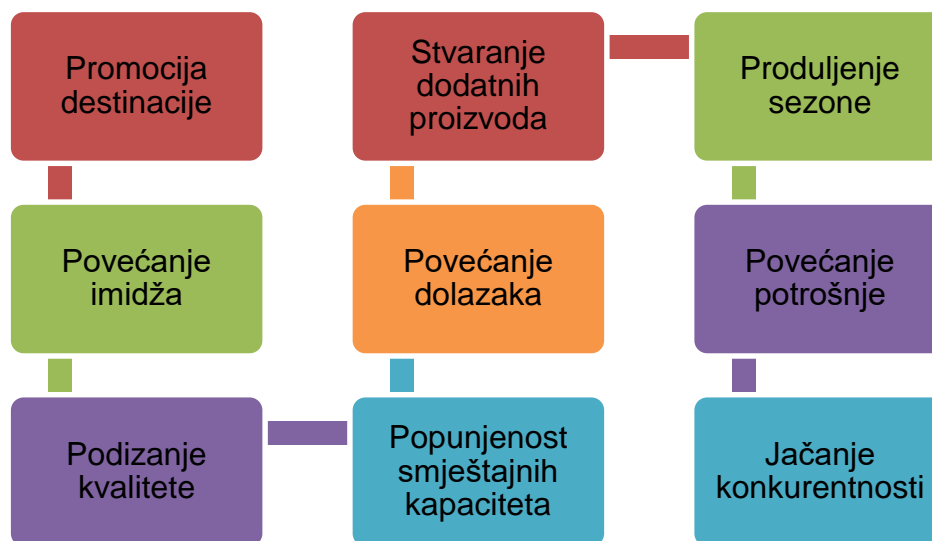 Promocija
destinacije
Povećanje
imidža
Podizanje
kvalitete
Popunjenost
smještajnih
kapaciteta
Povećanje
dolazaka
Stvaranje
dodatnih
proizvoda
Produljenje
sezone
Povećanje
potrošnje
Jačanje
konkurentnosti